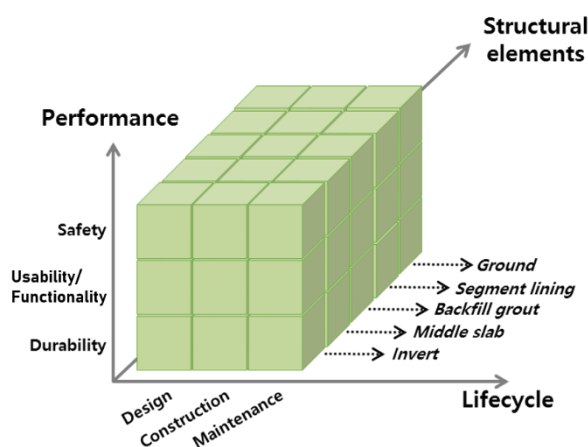 Structural
elements
Performance
Safety
Usability/
Functionality
Durability
Ground
Segment lining
Backfill grout
Middle slab
Invert
Design
Construction
Maintenance
Lifecycle